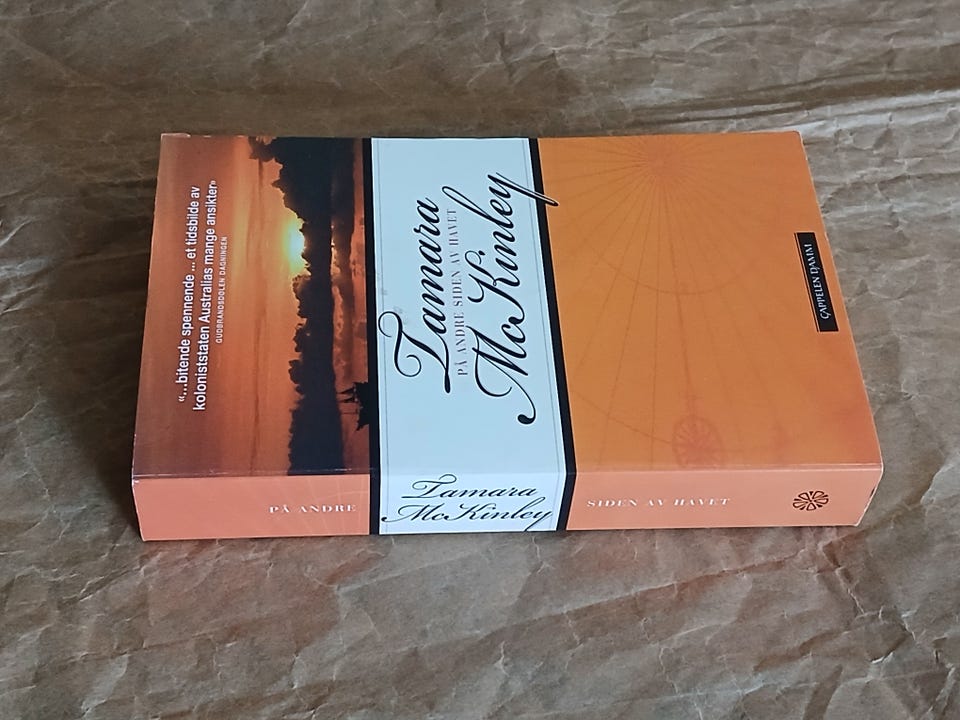 «...bitende spennende ... et tidsbilde av
koloniststaten Australias mange ansikter»
GUDBRANDSDØLEN DAGNINGEN
Tamara
PÅ ANDRE SIDEN AV HAVET
McKinley
CAPPELEN DAMM
PÅ ANDRE
Tamara
McKinley
SIDEN AV HAVET